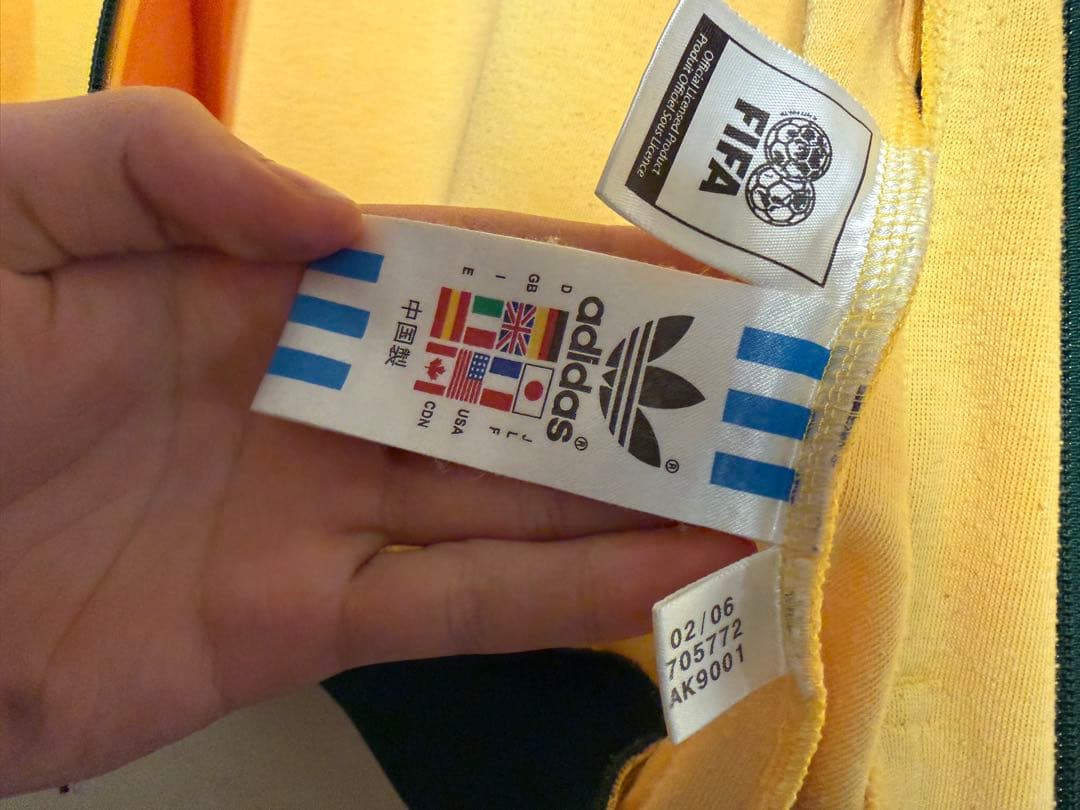 Official Licensed Product
Produit Officiel Sous Licence
FIFA
®
adidas®
D
GB
I
E
J
L
F
USA
CDN
中国製
02/06
705772
AK9001